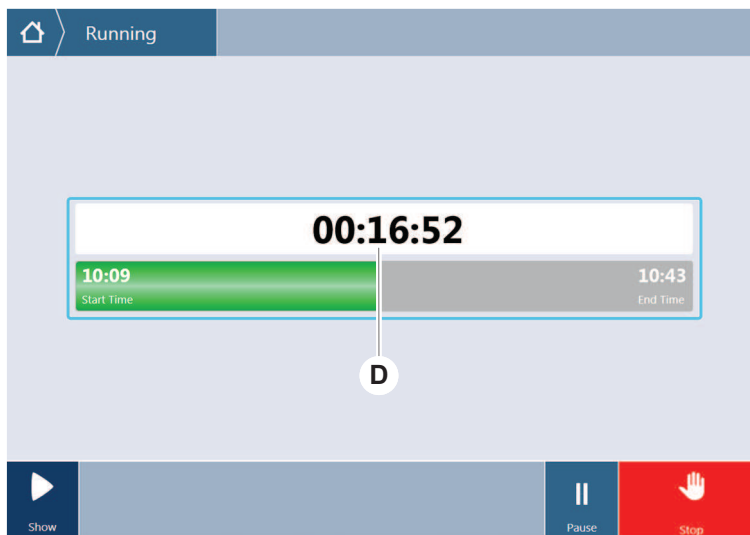 Running
00:16:52
10:09
10:43
Start Time
End Time
D
Show
Pause
Stop